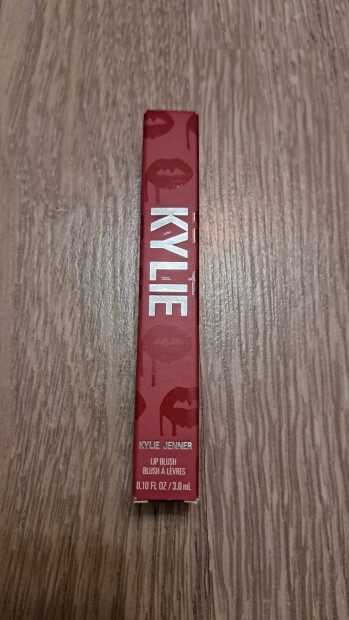 KYLIE
KYLIE JENNER
LIP BLUSH
BLUSH À LÈVRES
0.10 FL OZ / 3.0 mL